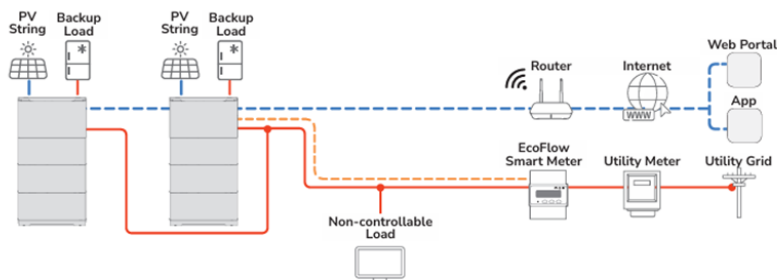 PV
String
Backup
Load
PV
String
Backup
Load
Router
Internet
Web Portal
WWW
App
EcoFlow
Smart Meter
Utility Meter
Utility Grid
Non-controllable
Load